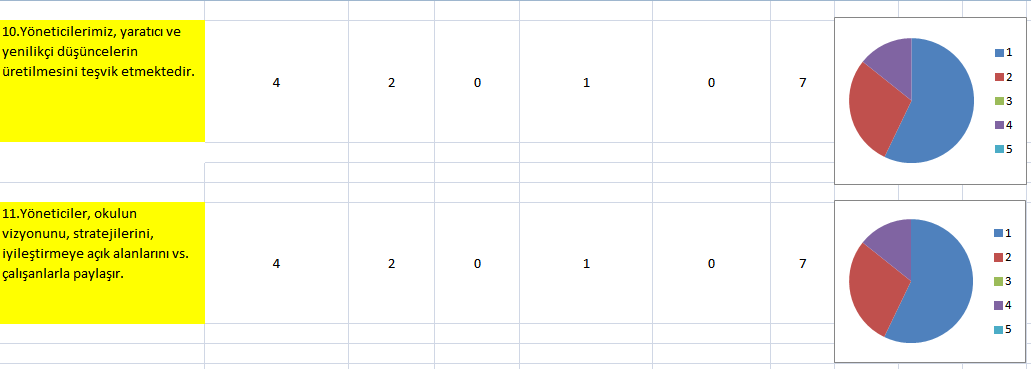 10.Yöneticilerimiz, yaratıcı ve
yenilikçi düşüncelerin
üretilmesini teşvik etmektedir.
4 2 0 1 0 7
1
2
3
4
5
11.Yöneticiler, okulun
vizyonunu, stratejilerini,
iyileştirmeye açık alanlarını vs.
çalışanlarla paylaşır.
4 2 0 1 0 7
1
2
3
4
5